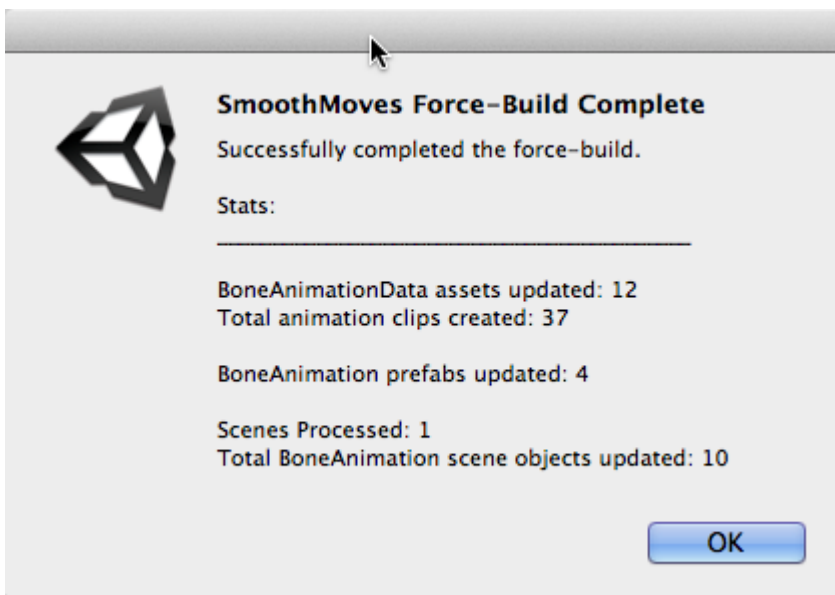 SmoothMoves Force-Build Complete
Successfully completed the force-build.
Stats:
BoneAnimationData assets updated: 12
Total animation clips created: 37
BoneAnimation prefabs updated: 4
Scenes Processed: 1
Total BoneAnimation scene objects updated: 10
OK